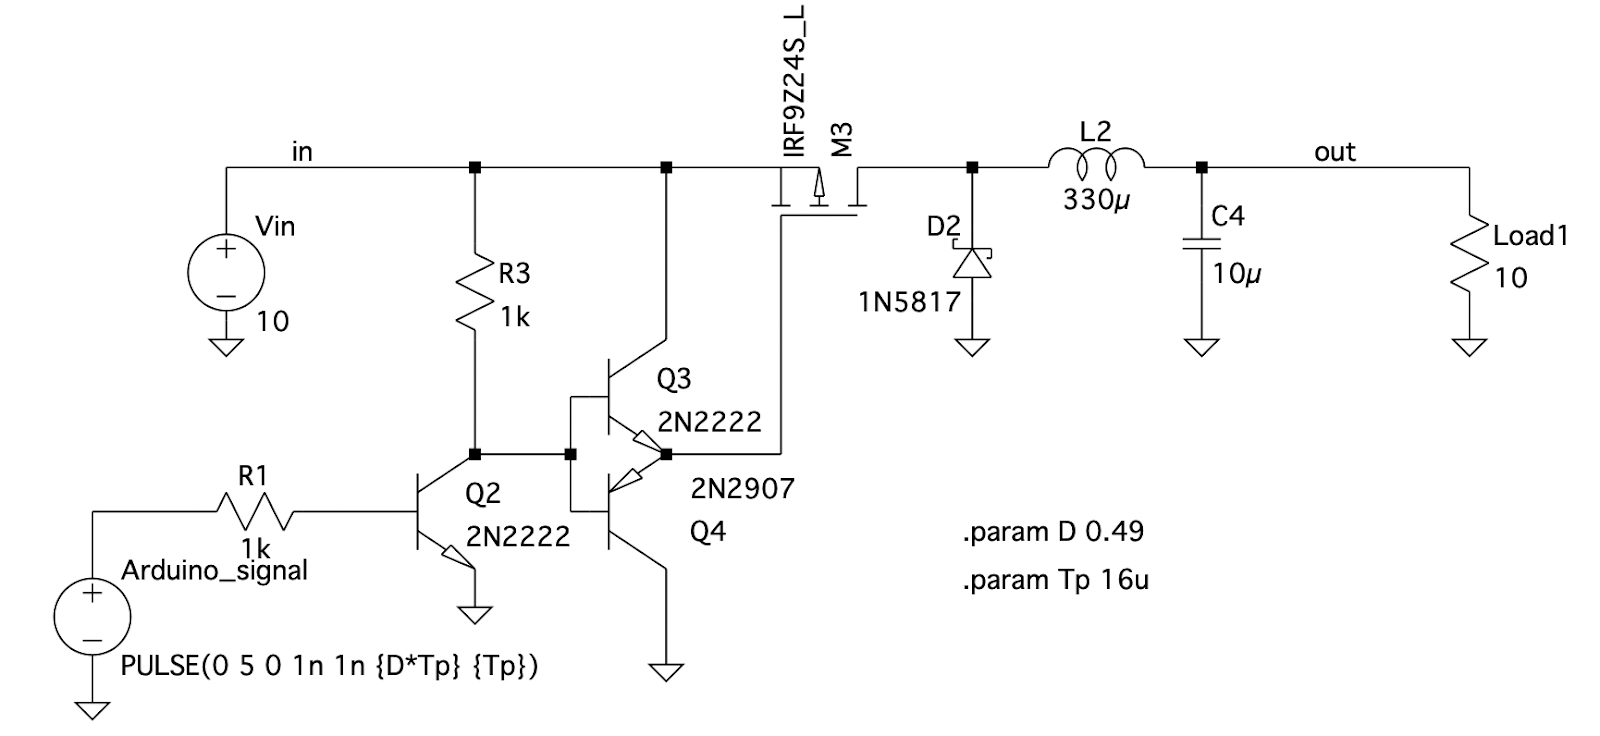 IRF9Z24S_L
M3
in
L2
330µ
out
Vin
10
R3
1k
D2
1N5817
C4
10µ
Load1
10
Q3
2N2222
R1
1k
Q2
2N2222
2N2907
Q4
Arduino_signal
PULSE(0 5 0 1n 1n {D*Tp} {Tp})
.param D 0.49
.param Tp 16u